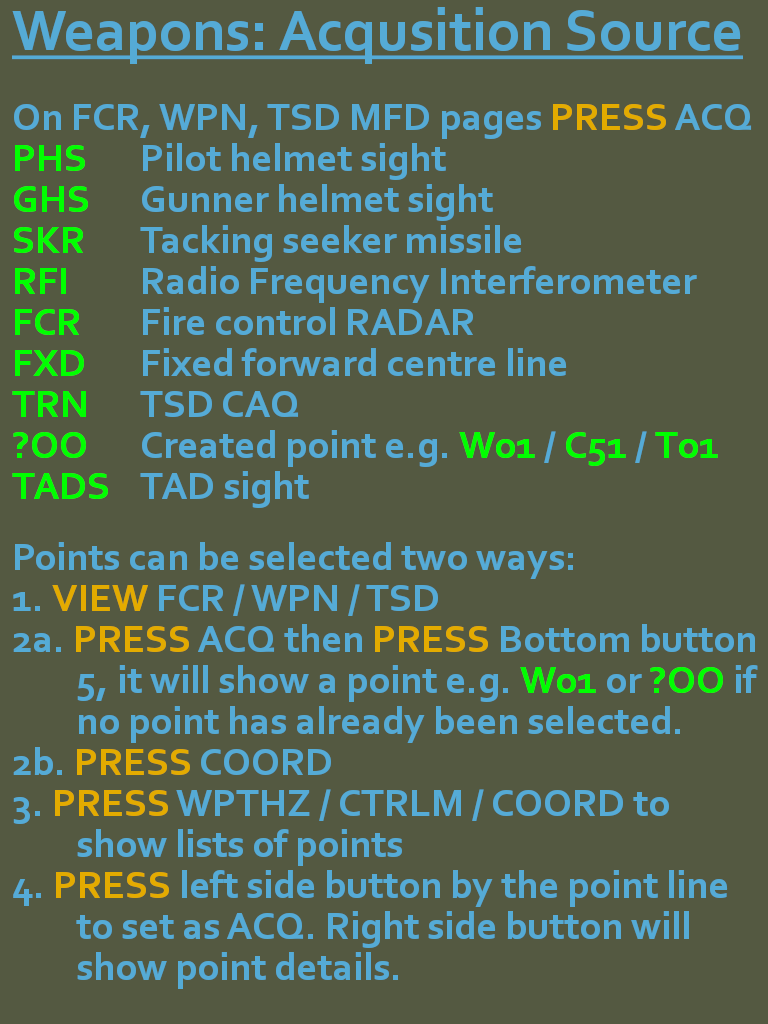 Weapons: Acqusition Source
On FCR, WPN, TSD MFD pages PRESS ACQ
PHS Pilot helmet sight
GHS Gunner helmet sight
SKR Tacking seeker missile
RFI Radio Frequency Interferometer
FCR Fire control RADAR
FXD Fixed forward centre line
TRN TSD CAQ
?OO Created point e.g. W01 / C51 / T01
TADS TAD sight
Points can be selected two ways:
1. VIEW FCR / WPN / TSD
2a. PRESS ACQ then PRESS Bottom button
5, it will show a point e.g. W01 or ?OO if
no point has already been selected.
2b. PRESS COORD
3. PRESS WPTHZ / CTRLM / COORD to
show lists of points
4. PRESS left side button by the point line
to set as ACQ. Right side button will
show point details.